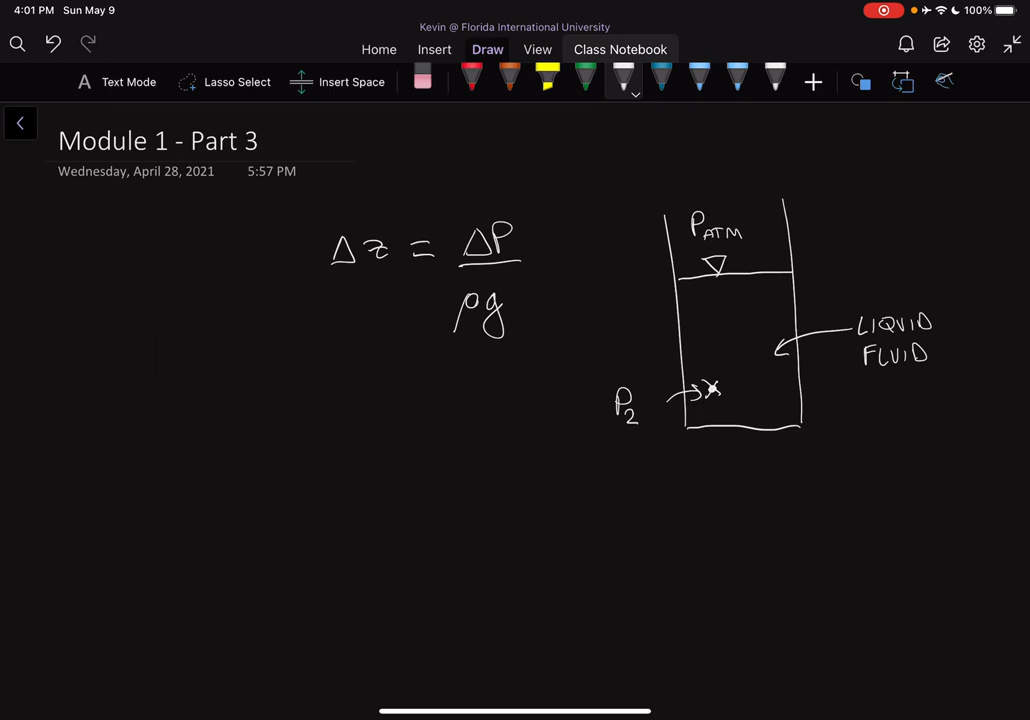 4:01 PM Sun May 9
100%
Kevin @ Florida International University
Home Insert Draw View Class Notebook
A Text Mode Lasso Select Insert Space
Module 1 - Part 3
Wednesday, April 28, 2021 5:57 PM
Δz = ΔP
ρg
P_ATM
LIQUID
FLUID
P_2